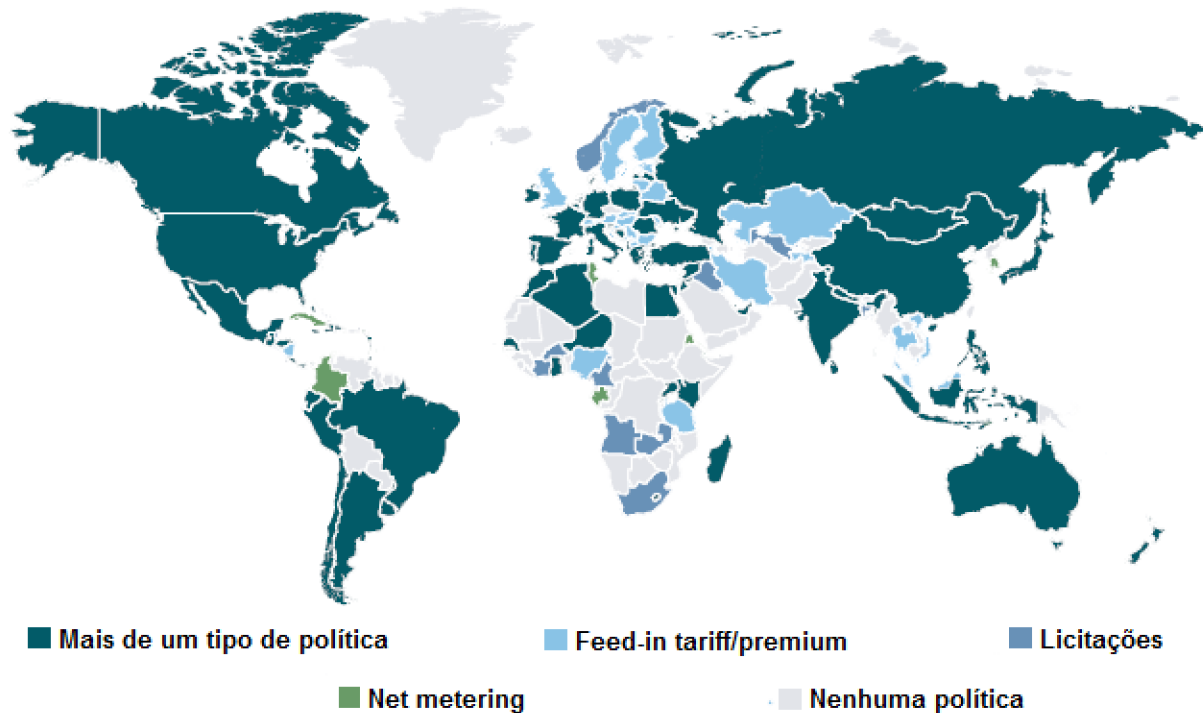 Mais de um tipo de política
Feed-in tariff/premium
Licitações
Net metering
Nenhuma política